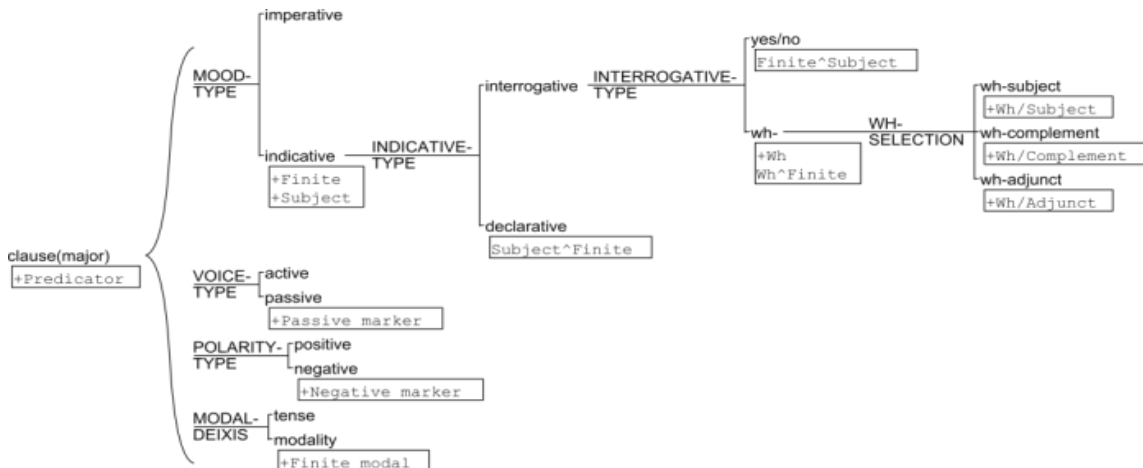 imperative
MOOD-
TYPE
indicative
+Finite
+Subject
INDICATIVE-
TYPE
interrogative
INTERROGATIVE-
TYPE
yes/no
Finite^Subject
wh-
+Wh
Wh^Finite
WH-
SELECTION
wh-subject
+Wh/Subject
wh-complement
+Wh/Complement
wh-adjunct
+Wh/Adjunct
declarative
Subject^Finite
clause(major)
+Predicator
VOICE-
TYPE
active
passive
+Passive marker
POLARITY-
TYPE
positive
negative
+Negative marker
MODAL-
DEIXIS
tense
modality
+Finite modal